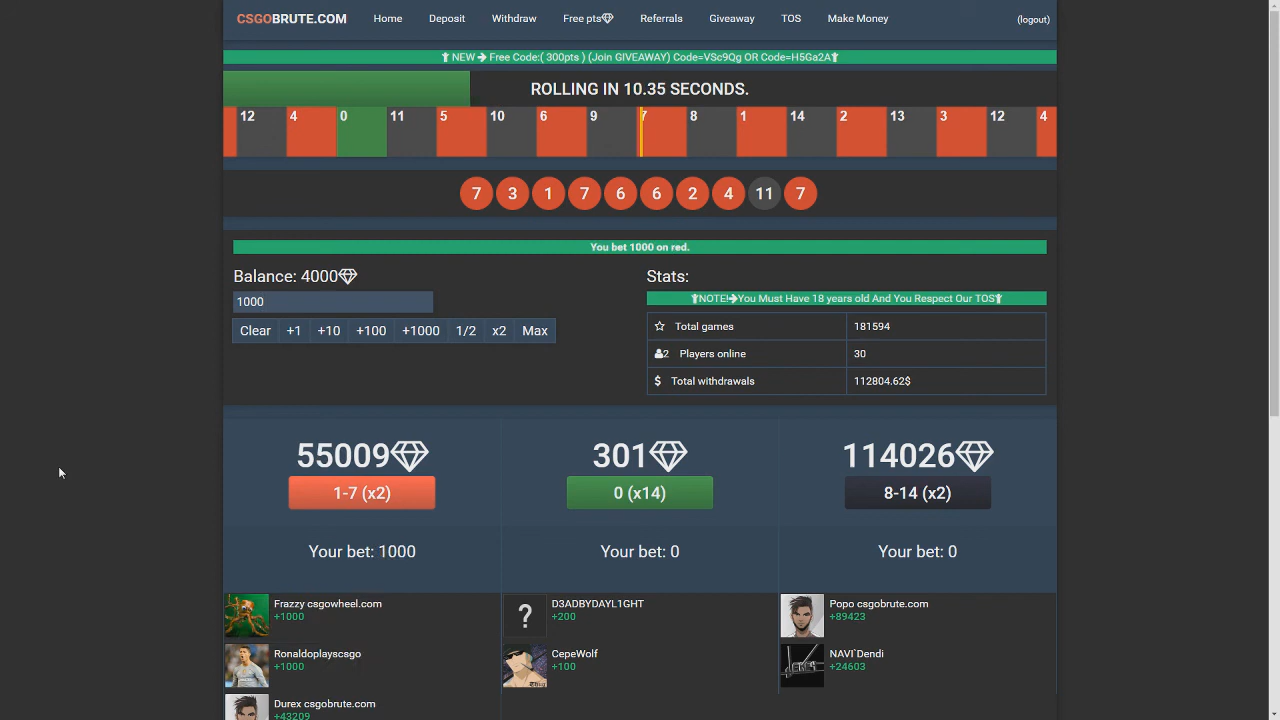 CSGOBRUTE.COM Home Deposit Withdraw Free pts Referrals Giveaway TOS Make Money (logout)
NEW Free Code:( 300pts ) (Join GIVEAWAY) Code=VSc9Qg OR Code=H5Ga2A
ROLLING IN 10.35 SECONDS.
12 4 0 11 5 10 6 9 7 8 1 14 2 13 3 12 4
7 3 1 7 6 6 2 4 11 7
You bet 1000 on red.
Balance: 4000
1000
Clear +1 +10 +100 +1000 1/2 x2 Max
Stats:
NOTE! You Must Have 18 years old And You Respect Our TOS
Total games 181594
2 Players online 30
$ Total withdrawals 112804.62$
55009 301 114026
1-7 (x2) 0 (x14) 8-14 (x2)
Your bet: 1000 Your bet: 0 Your bet: 0
Frazzy csgowheel.com
+1000
Ronaldoplayscsgo
+1000
Durex csgobrute.com
+43209
?
D3ADBYDAYL1GHT
+200
CepeWolf
+100
Popo csgobrute.com
+89423
NAVI`Dendi
+24603